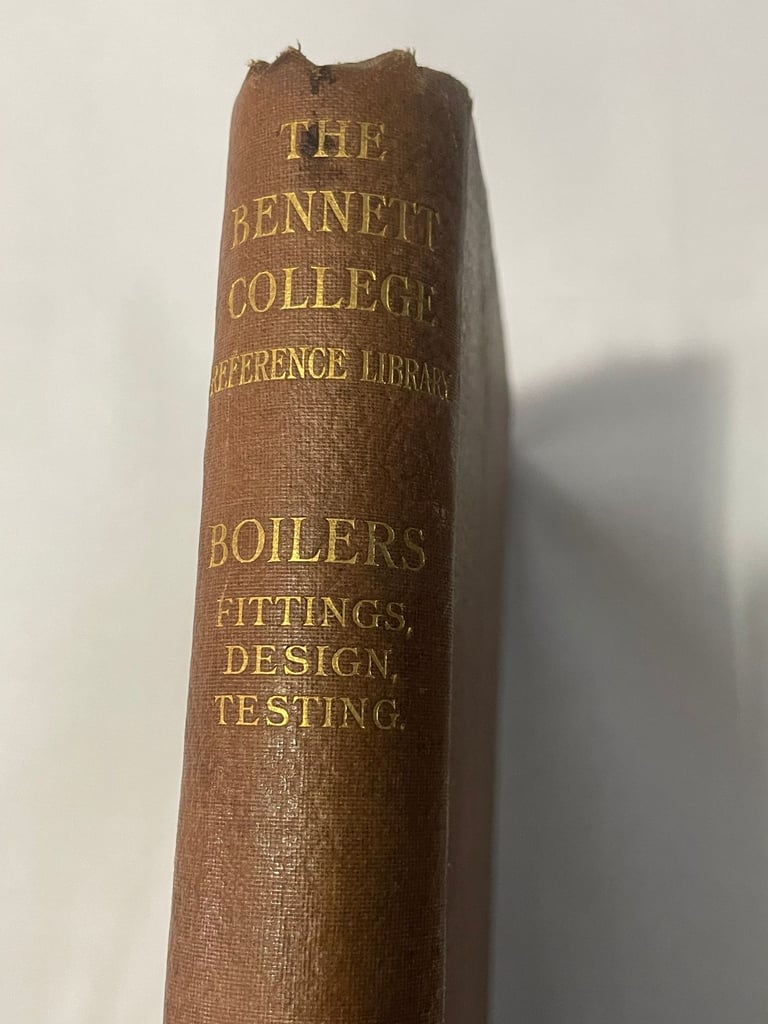 THE
BENNETT
COLLEGE
REFERENCE LIBRARY
BOILERS
FITTINGS,
DESIGN,
TESTING.